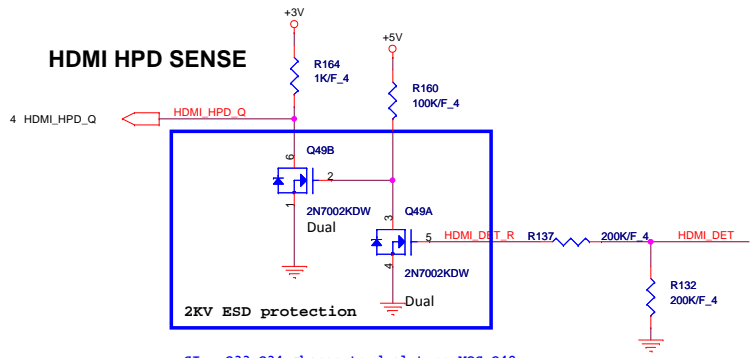 +3V
HDMI HPD SENSE
R164
1K/F_4
+5V
R160
100K/F_4
4 HDMI_HPD_Q
HDMI_HPD_Q
Q49B
6
2
1
2N7002KDW
Dual
3
Q49A
5
HDMI_DET_R
R137
200K/F_4
HDMI_DET
4
2N7002KDW
Dual
R132
200K/F_4
2KV ESD protection